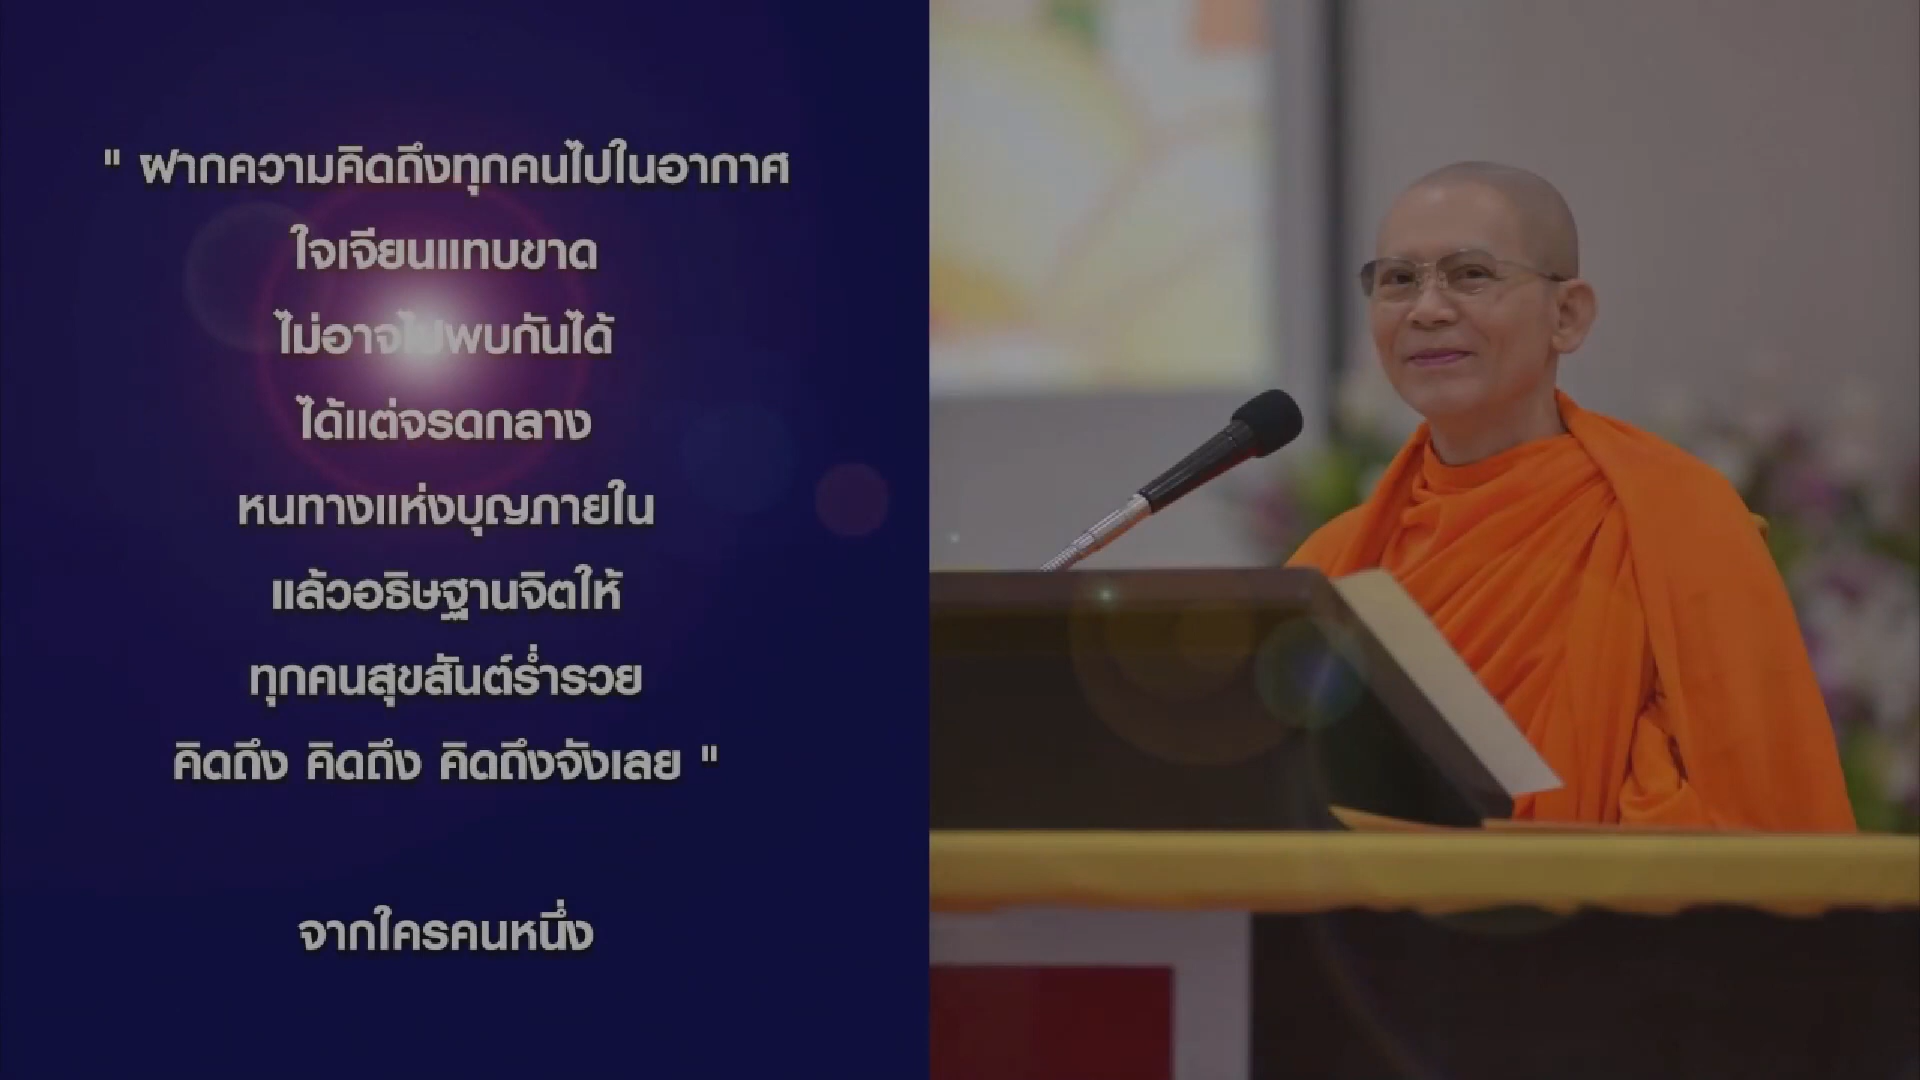 " ฝากความคิดถึงทุกคนไปในอากาศ
ใจเจียนแทบขาด
ไม่อาจไปพบกันได้
ได้แต่จรดกลาง
หนทางแห่งบุญภายใน
แล้วอธิษฐานจิตให้
ทุกคนสุขสันต์ร่ำรวย
คิดถึง คิดถึง คิดถึงจังเลย "
จากใครคนหนึ่ง